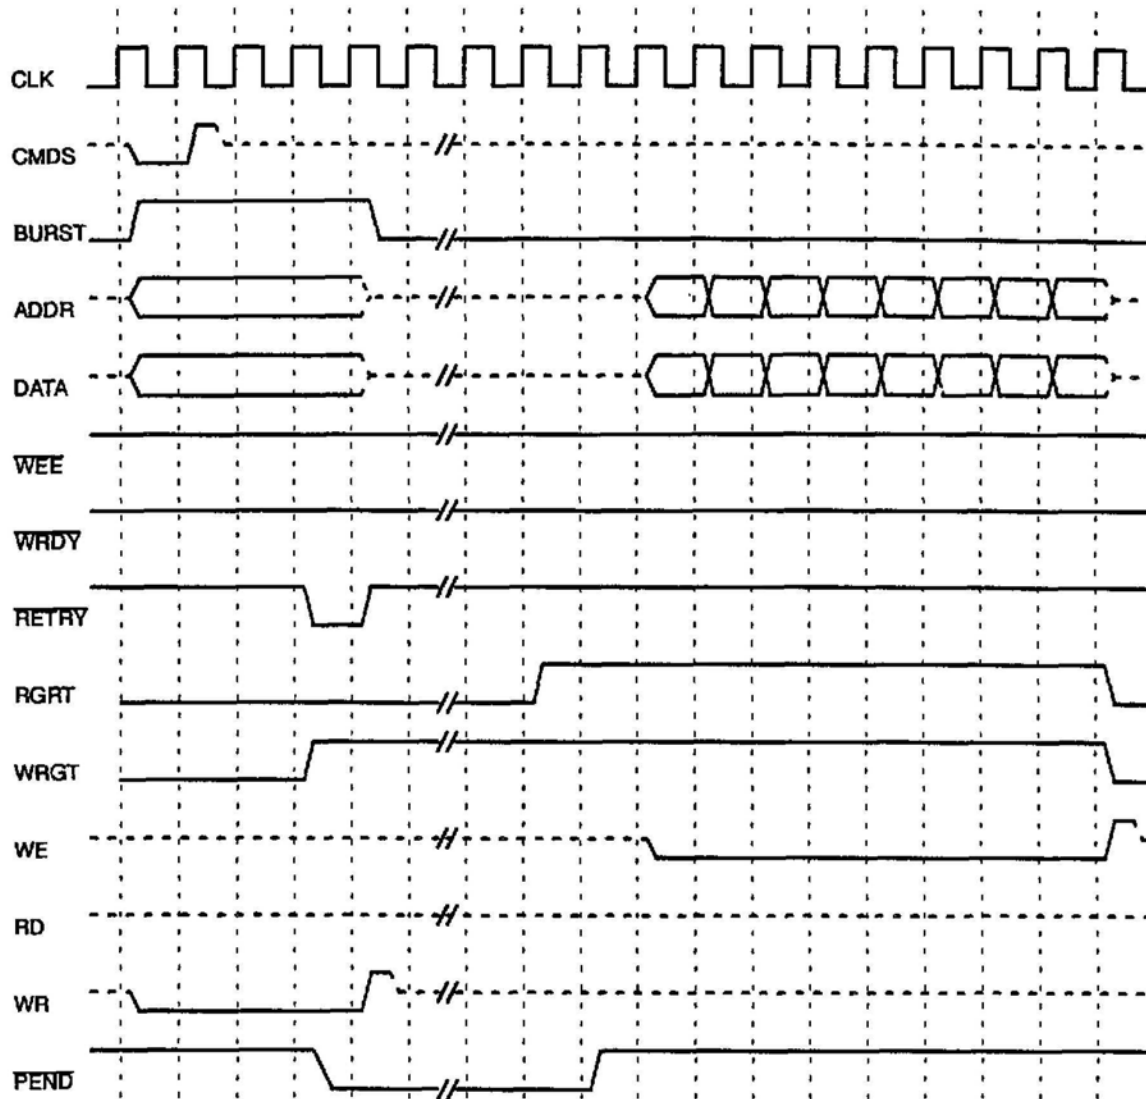 CLK
CMDS
BURST
ADDR
DATA
WEE
WRDY
RETRY
RGRT
WRGT
WE
RD
WR
PEND